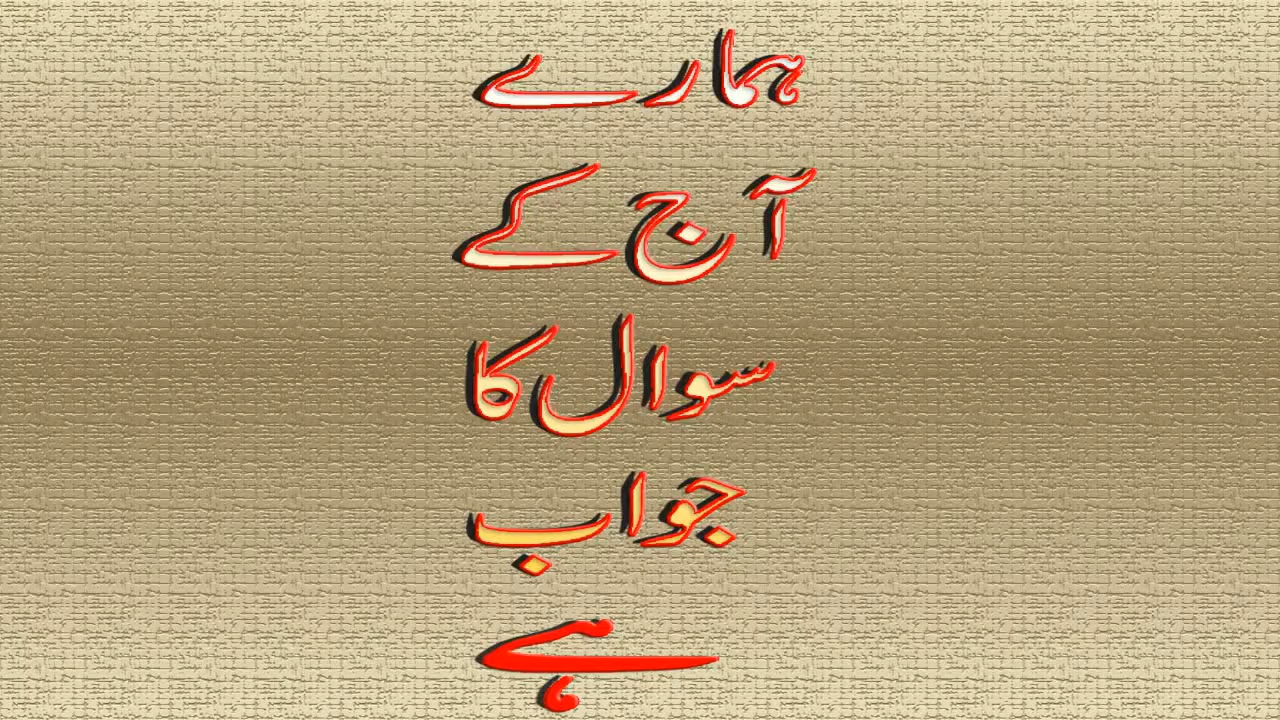 ہمارے
آج کے
سوال کا
جواب
ہے